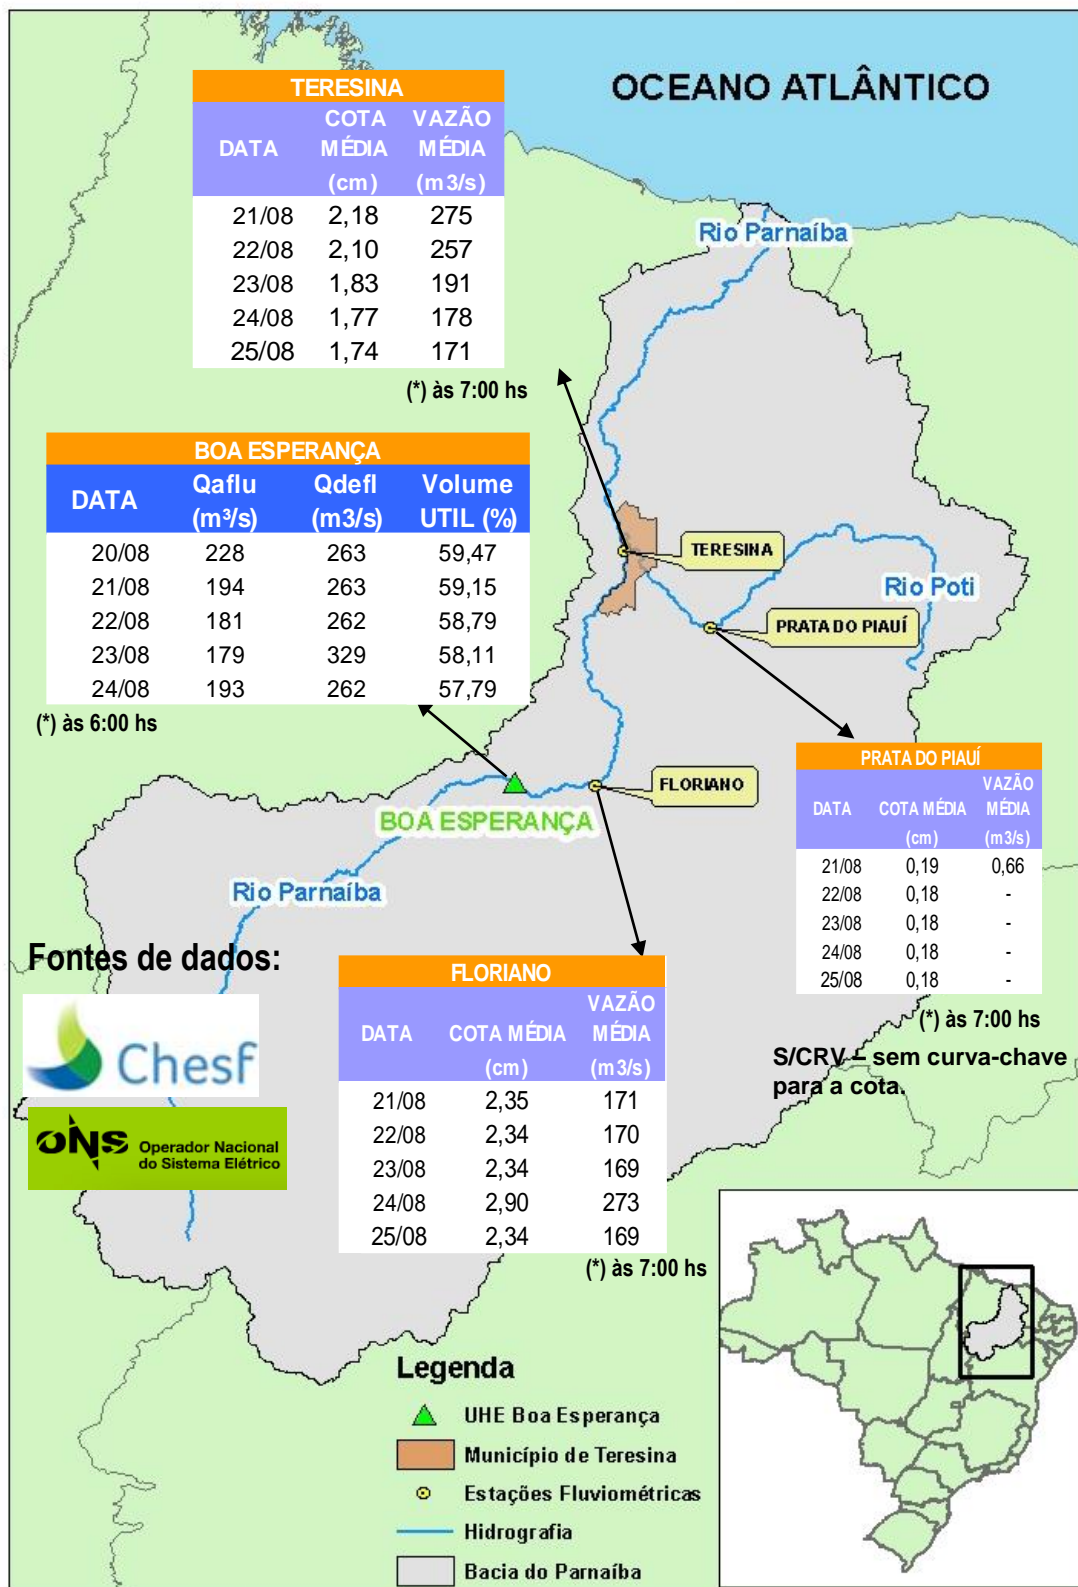 OCEANO ATLÂNTICO
TERESINA
DATA COTA MÉDIA (cm) VAZÃO MÉDIA (m3/s)
21/08 2,18 275
22/08 2,10 257
23/08 1,83 191
24/08 1,77 178
25/08 1,74 171
(*) às 7:00 hs
Rio Parnaíba
BOA ESPERANÇA
DATA Qaflu (m³/s) Qdefl (m3/s) Volume UTIL (%)
20/08 228 263 59,47
21/08 194 263 59,15
22/08 181 262 58,79
23/08 179 329 58,11
24/08 193 262 57,79
(*) às 6:00 hs
TERESINA
Rio Poti
PRATA DO PIAUÍ
FLORIANO
BOA ESPERANÇA
Rio Parnaíba
PRATA DO PIAUÍ
DATA COTA MÉDIA (cm) VAZÃO MÉDIA (m3/s)
21/08 0,19 0,66
22/08 0,18 -
23/08 0,18 -
24/08 0,18 -
25/08 0,18 -
(*) às 7:00 hs
S/CRV – sem curva-chave
para a cota.
Fontes de dados:
Chesf
ONS Operador Nacional
do Sistema Elétrico
FLORIANO
DATA COTA MÉDIA (cm) VAZÃO MÉDIA (m3/s)
21/08 2,35 171
22/08 2,34 170
23/08 2,34 169
24/08 2,90 273
25/08 2,34 169
(*) às 7:00 hs
Legenda
UHE Boa Esperança
Município de Teresina
Estações Fluviométricas
Hidrografia
Bacia do Parnaíba